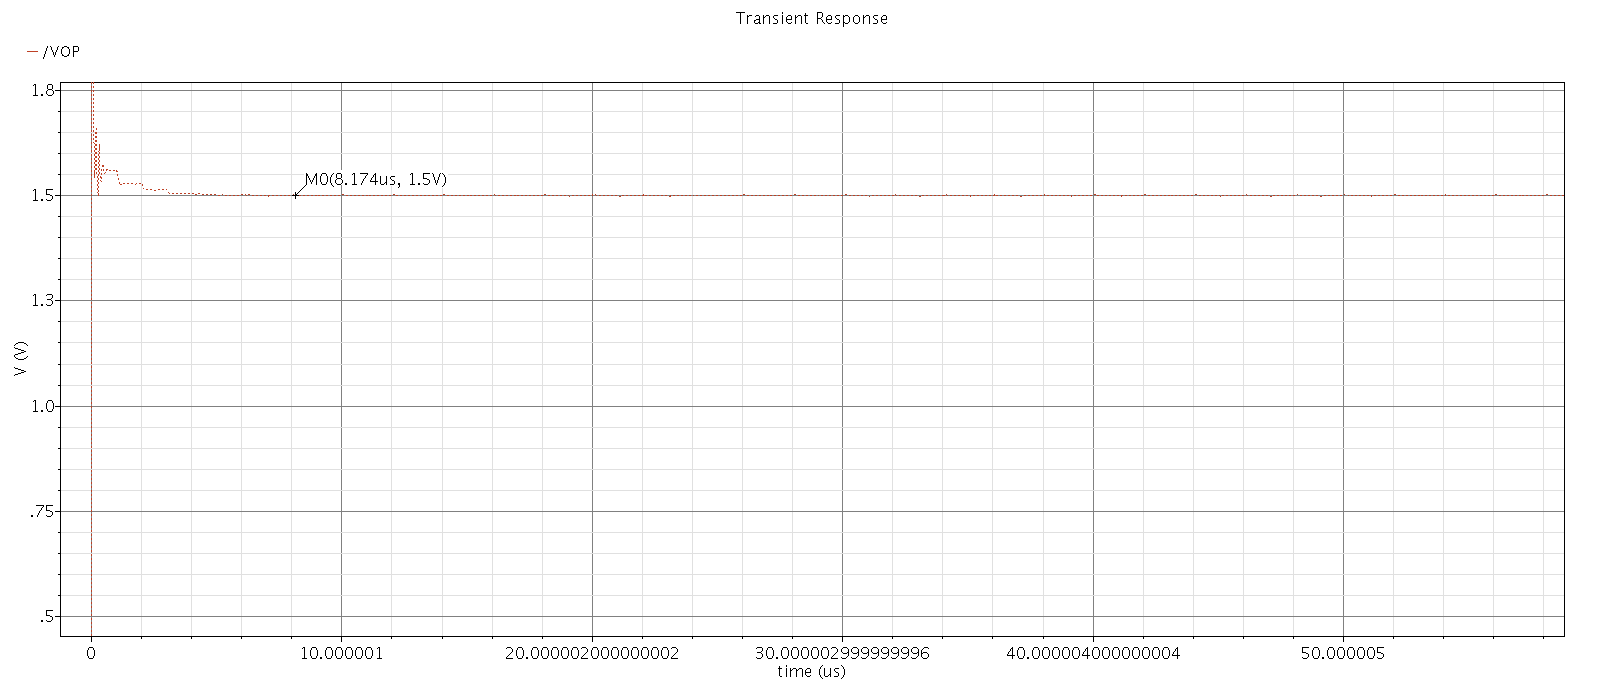 Transient Response
/VOP
1.8
M0(8.174us, 1.5V)
1.5
1.3
V (V)
1.0
.75
.5
0 10.000001 20.000002000000002 30.000002999999996 40.000004000000004 50.000005
time (us)